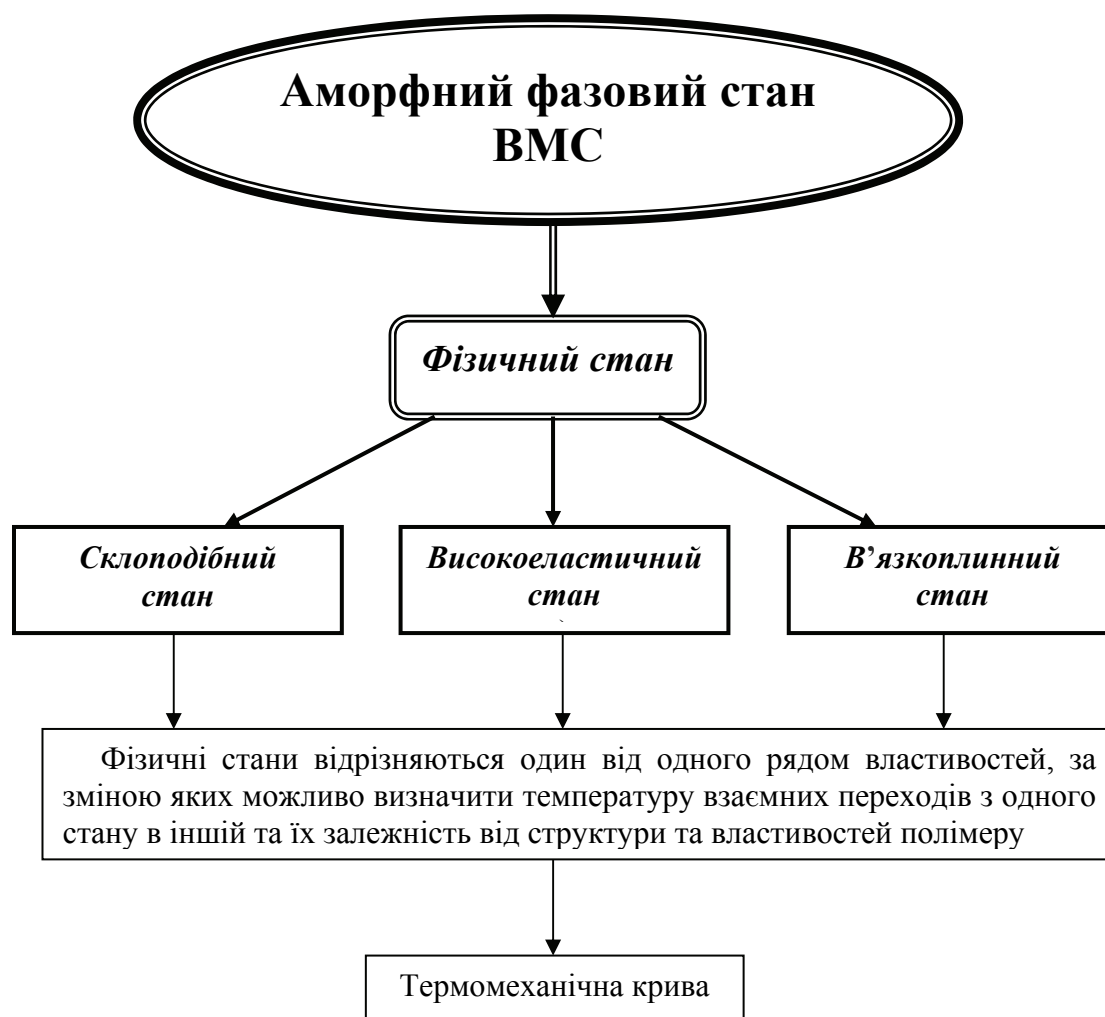 Аморфний фазовий стан
ВМС
Фізичний стан
Склоподібний
стан
Високоеластичний
стан
В’язкоплинний
стан
Фізичні стани відрізняються один від одного рядом властивостей, за
зміною яких можливо визначити температуру взаємних переходів з одного
стану в іншій та їх залежність від структури та властивостей полімеру
Термомеханічна крива